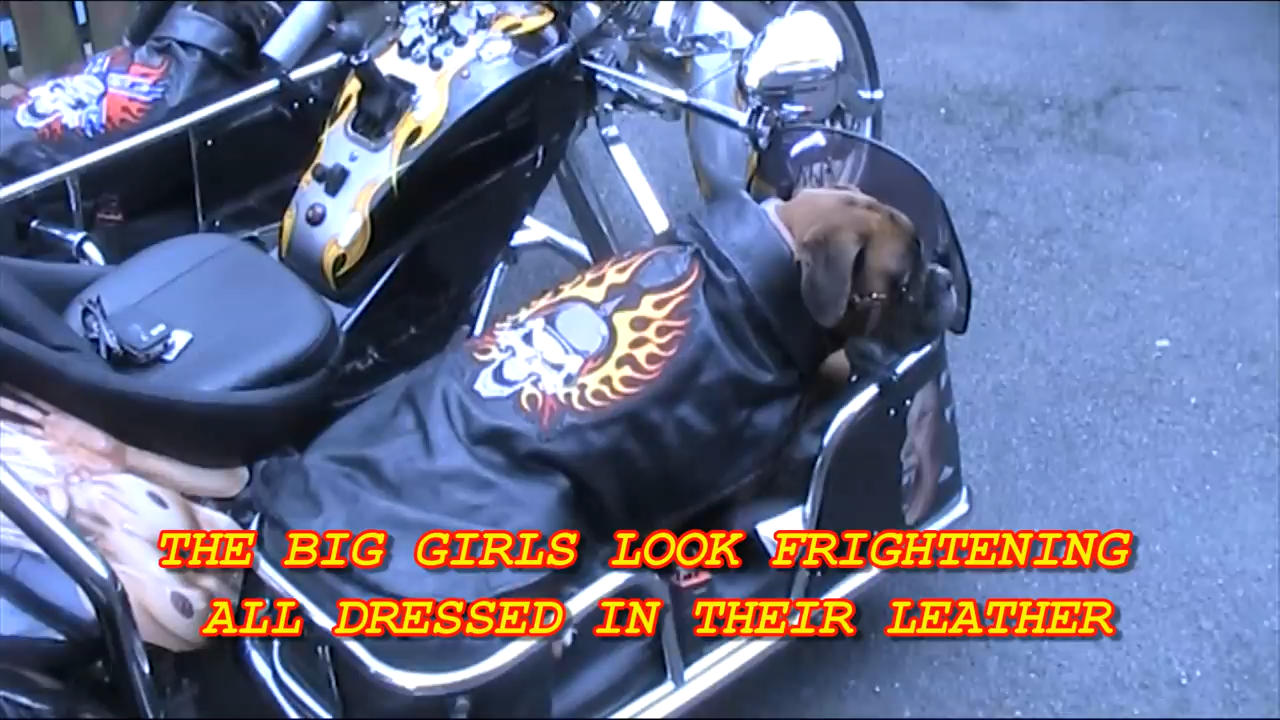 THE BIG GIRLS LOOK FRIGHTENING
ALL DRESSED IN THEIR LEATHER